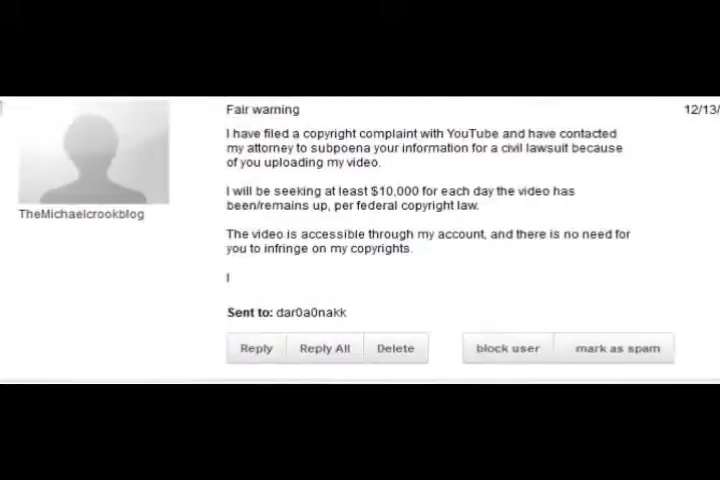 Fair warning
12/13/
I have filed a copyright complaint with YouTube and have contacted
my attorney to subpoena your information for a civil lawsuit because
of you uploading my video.
I will be seeking at least $10,000 for each day the video has
been/remains up, per federal copyright law.
TheMichaelcrookblog
The video is accessible through my account, and there is no need for
you to infringe on my copyrights.
I
Sent to: dar0a0nakk
Reply Reply All Delete block user mark as spam